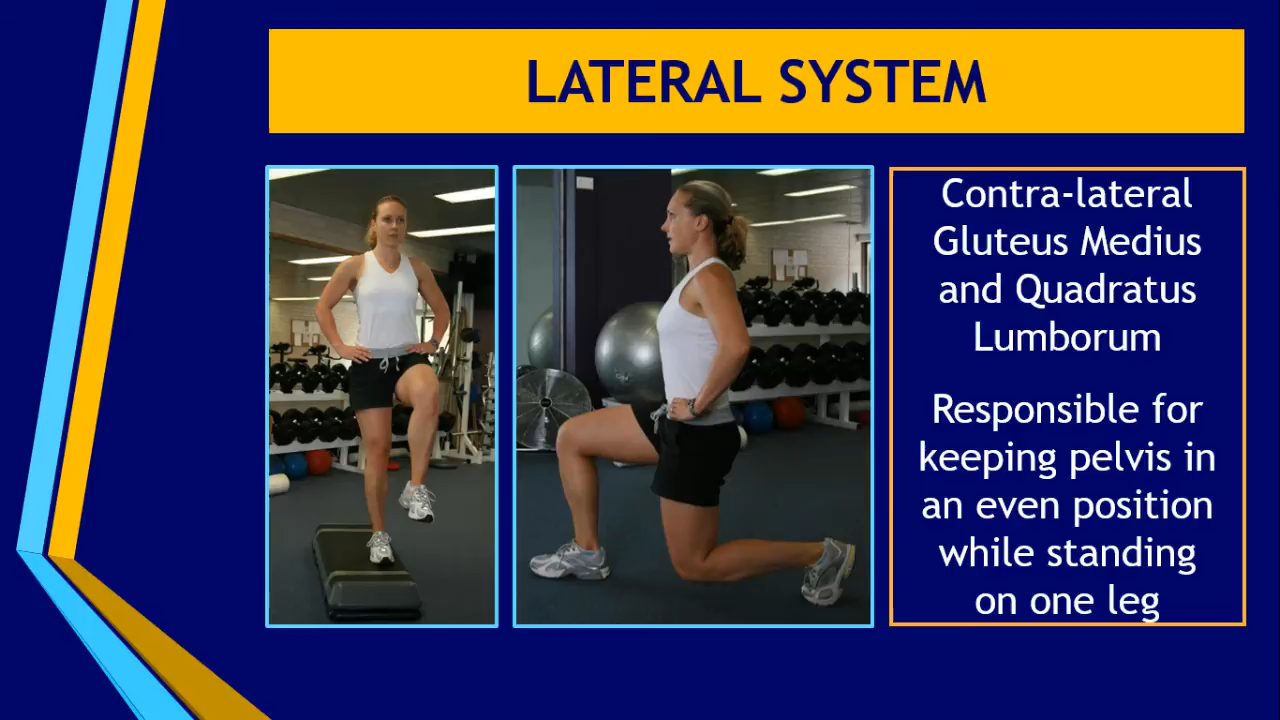 LATERAL SYSTEM
Contra-lateral
Gluteus Medius
and Quadratus
Lumborum
Responsible for
keeping pelvis in
an even position
while standing
on one leg